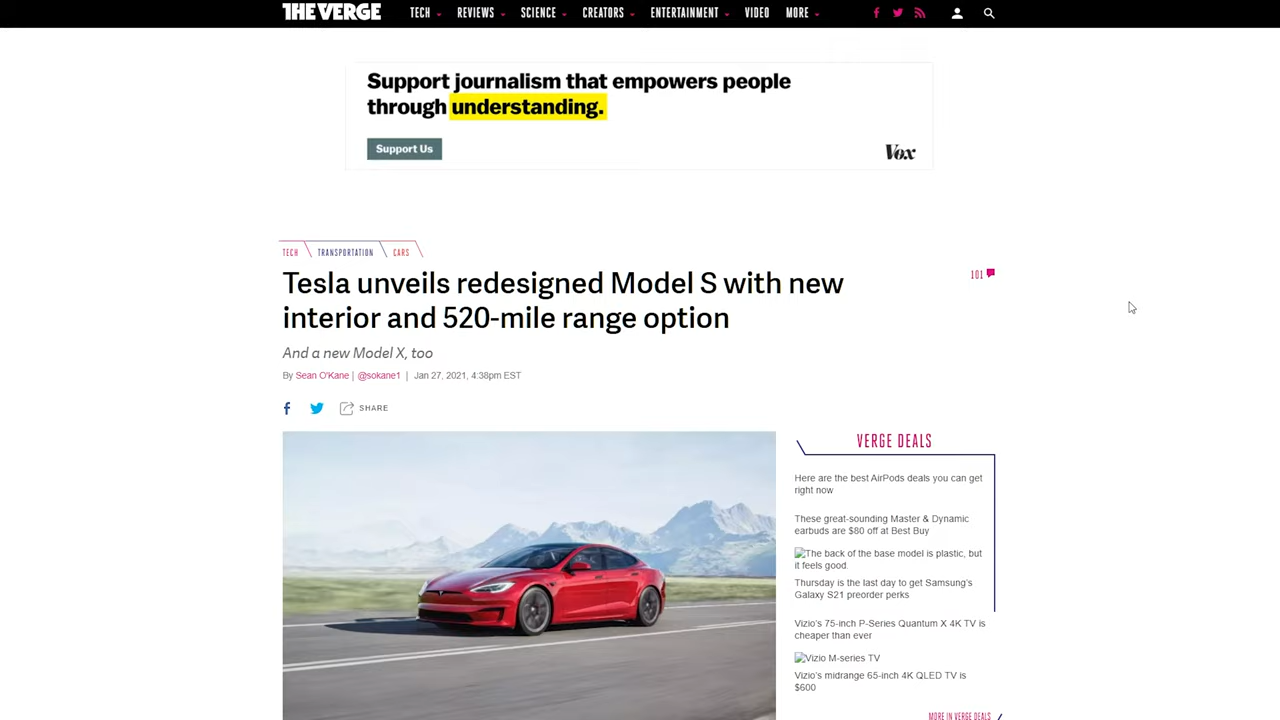 THE VERGE
TECH REVIEWS SCIENCE CREATORS ENTERTAINMENT VIDEO MORE
Support journalism that empowers people
through understanding.
Support Us
Vox
TECH TRANSPORTATION CARS
Tesla unveils redesigned Model S with new
interior and 520-mile range option
101
And a new Model X, too
By Sean O'Kane | @sokane1 | Jan 27, 2021, 4:38pm EST
SHARE
VERGE DEALS
Here are the best AirPods deals you can get
right now
These great-sounding Master & Dynamic
earbuds are $80 off at Best Buy
The back of the base model is plastic, but
it feels good.
Thursday is the last day to get Samsung's
Galaxy S21 preorder perks
Vizio's 75-inch P-Series Quantum X 4K TV is
cheaper than ever
Vizio M-series TV
Vizio's midrange 65-inch 4K QLED TV is
$600
MORE IN VERGE DEALS